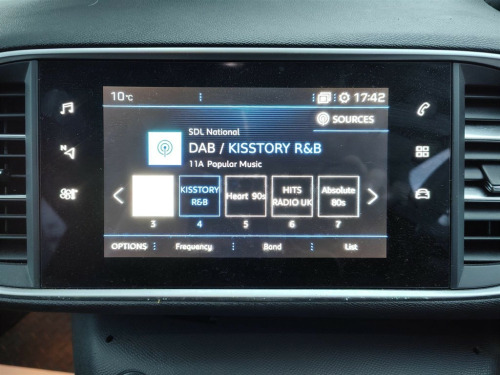 10°C 17:42
SOURCES
SDL National
DAB / KISSTORY R&B
11A Popular Music
KISSTORY R&B
Heart 90s
HITS RADIO UK
Absolute 80s
3 4 5 6 7
OPTIONS Frequency Band List